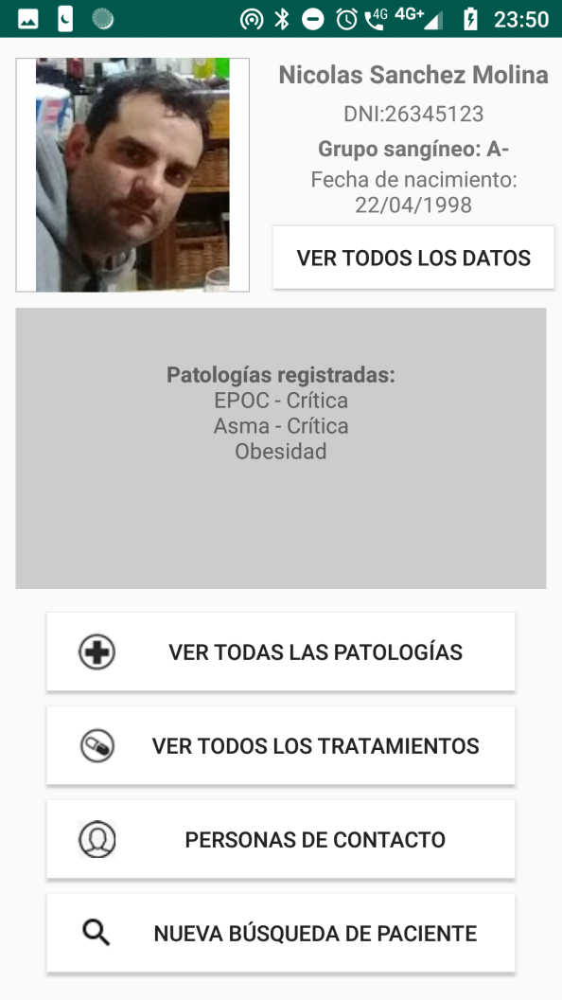 4G 4G+ 23:50
Nicolas Sanchez Molina
DNI:26345123
Grupo sangíneo: A-
Fecha de nacimiento:
22/04/1998
VER TODOS LOS DATOS
Patologías registradas:
EPOC - Crítica
Asma - Crítica
Obesidad
VER TODAS LAS PATOLOGÍAS
VER TODOS LOS TRATAMIENTOS
PERSONAS DE CONTACTO
NUEVA BÚSQUEDA DE PACIENTE